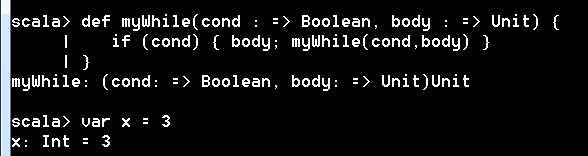 scala> def myWhile(cond : => Boolean, body : => Unit) {
     |    if (cond) { body; myWhile(cond,body) }
     | }
myWhile: (cond: => Boolean, body: => Unit)Unit
scala> var x = 3
x: Int = 3